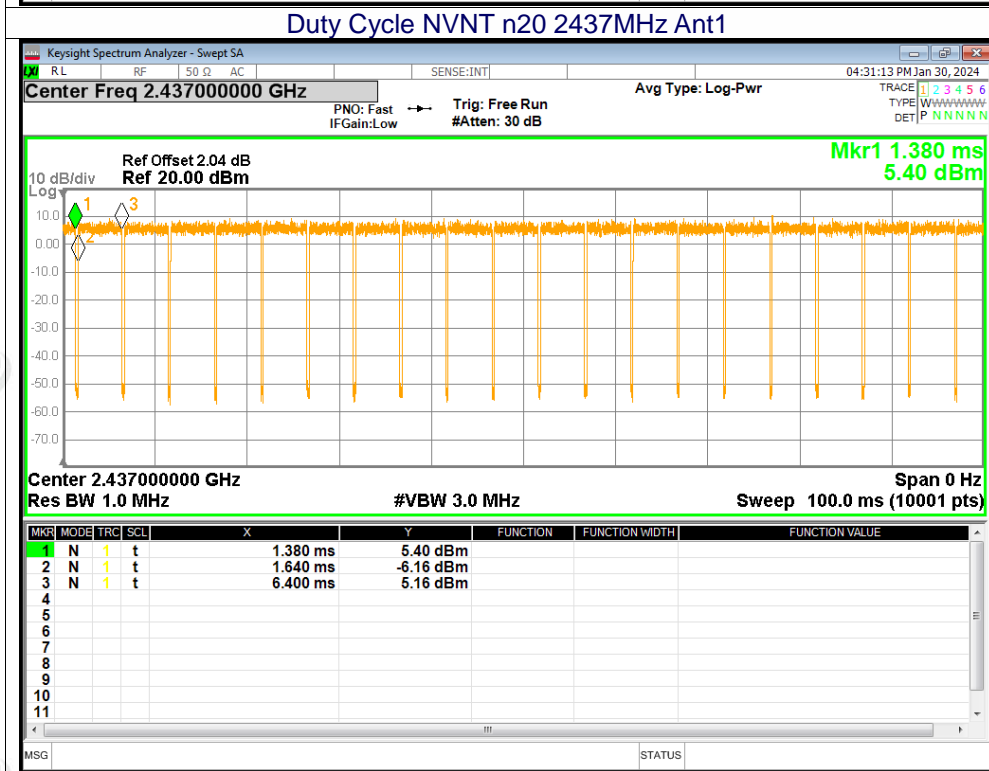 Duty Cycle NVNT n20 2437MHz Ant1
Keysight Spectrum Analyzer - Swept SA
LXI RL RF 50 Ω AC SENSE:INT 04:31:13 PM Jan 30, 2024
Center Freq 2.437000000 GHz Avg Type: Log-Pwr TRACE 1 2 3 4 5 6
PNO: Fast Trig: Free Run TYPE WWWWWWW
IFGain:Low #Atten: 30 dB DET P N N N N N
Mkr1 1.380 ms
Ref Offset 2.04 dB
10 dB/div Ref 20.00 dBm 5.40 dBm
Log
1 3
10.0
2
0.00
-10.0
-20.0
-30.0
-40.0
-50.0
-60.0
-70.0
Center 2.437000000 GHz Span 0 Hz
Res BW 1.0 MHz #VBW 3.0 MHz Sweep 100.0 ms (10001 pts)
MKR MODE TRC SCL X Y FUNCTION FUNCTION WIDTH FUNCTION VALUE
1 N 1 t 1.380 ms 5.40 dBm
2 N 1 t 1.640 ms -6.16 dBm
3 N 1 t 6.400 ms 5.16 dBm
4
5
6
7
8
9
10
11
MSG STATUS